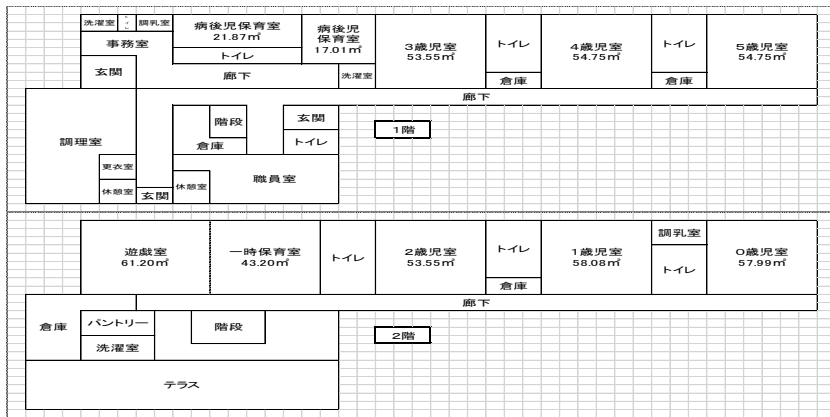 洗濯室
トイレ
調乳室
病後児保育室
21.87㎡
病後児
保育室
17.01㎡
3歳児室
53.55㎡
トイレ
4歳児室
54.75㎡
トイレ
5歳児室
54.75㎡
事務室
トイレ
玄関
廊下
洗濯室
倉庫
倉庫
廊下
調理室
階段
倉庫
玄関
トイレ
1階
更衣室
休憩室
玄関
休憩室
職員室
遊戯室
61.20㎡
一時保育室
43.20㎡
トイレ
2歳児室
53.55㎡
トイレ
倉庫
1歳児室
58.08㎡
調乳室
トイレ
0歳児室
57.99㎡
廊下
倉庫
パントリー
洗濯室
階段
2階
テラス